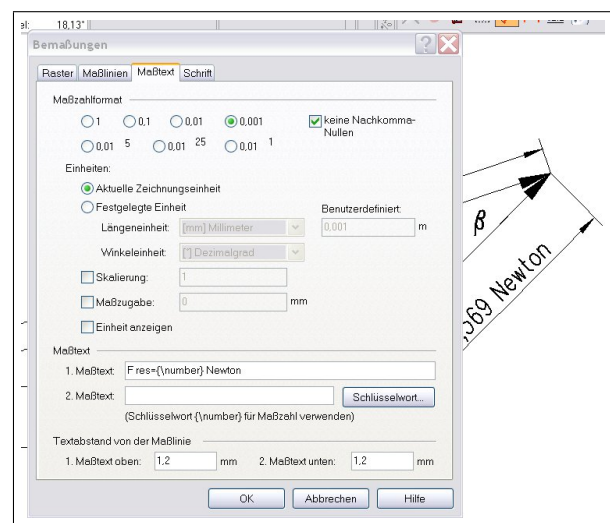 el: 18,13°
Bemaßungen
Raster Maßlinien Maßtext Schrift
Maßzahlformat
1 0,1 0,01 0,001 keine Nachkomma-
Nullen
0,01 5 0,01 25 0,01 1
Einheiten:
Aktuelle Zeichnungseinheit
Festgelegte Einheit Benutzerdefiniert:
Längeneinheit: [mm] Millimeter 0,001 m
Winkeleinheit: [°] Dezimalgrad
Skalierung: 1
Maßzugabe: 0 mm
Einheit anzeigen
β
,569 Newton
Maßtext
1. Maßtext: F res={\number} Newton
2. Maßtext: Schlüsselwort...
(Schlüsselwort {\number} für Maßzahl verwenden)
Textabstand von der Maßlinie
1. Maßtext oben: 1,2 mm 2. Maßtext unten: 1,2 mm
OK Abbrechen Hilfe